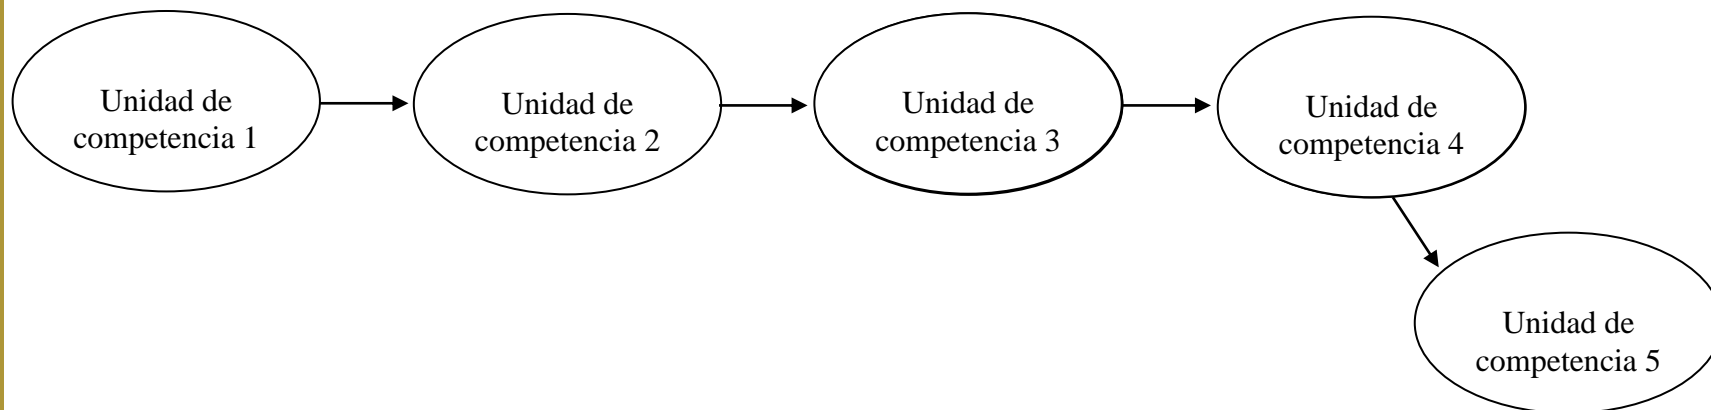 Unidad de
competencia 1
Unidad de
competencia 2
Unidad de
competencia 3
Unidad de
competencia 4
Unidad de
competencia 5